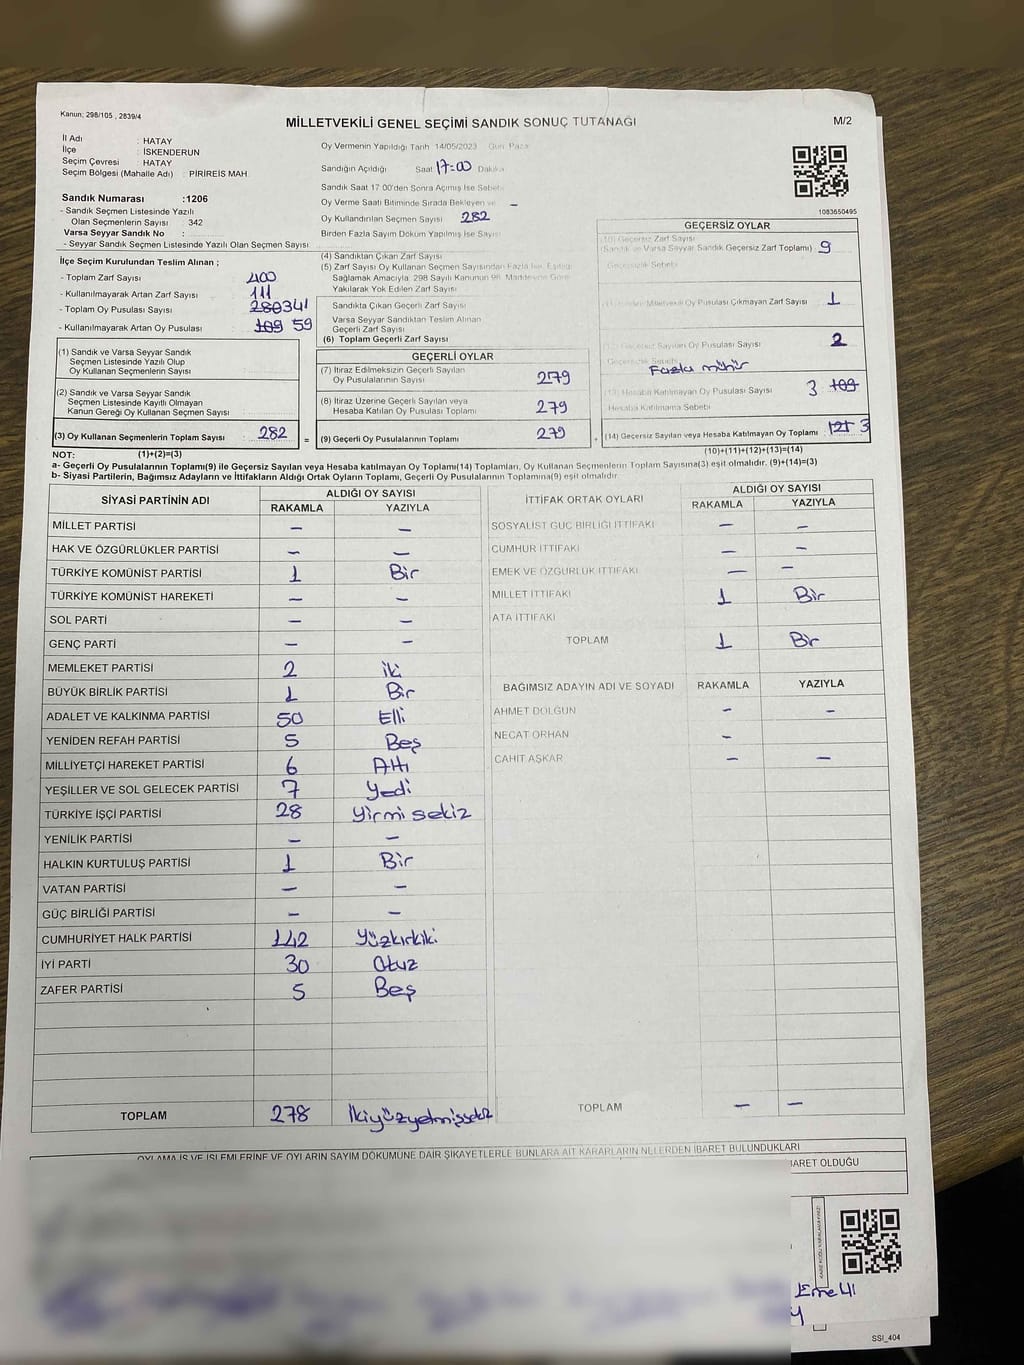 Kanun: 298/105 , 2839/4
MİLLETVEKİLİ GENEL SEÇİMİ SANDIK SONUÇ TUTANAĞI
M/2
İl Adı : HATAY
İlçe : İSKENDERUN
Seçim Çevresi : HATAY
Seçim Bölgesi (Mahalle Adı) : PİRİREİS MAH.
Sandık Numarası :1206
- Sandık Seçmen Listesinde Yazılı
Olan Seçmenlerin Sayısı : 342
Varsa Seyyar Sandık No :
- Seyyar Sandık Seçmen Listesinde Yazılı Olan Seçmen Sayısı
İlçe Seçim Kurulundan Teslim Alınan ;
- Toplam Zarf Sayısı 400
- Kullanılmayarak Artan Zarf Sayısı 111
- Toplam Oy Pusulası Sayısı : 280 341
- Kullanılmayarak Artan Oy Pusulası : 109 59
(1) Sandık ve Varsa Seyyar Sandık
Seçmen Listesinde Yazılı Olup
Oy Kullanan Seçmenlerin Sayısı
(2) Sandık ve Varsa Seyyar Sandık
Seçmen Listesinde Kayıtlı Olmayan
Kanun Gereği Oy Kullanan Seçmen Sayısı :
(3) Oy Kullanan Seçmenlerin Toplam Sayısı : 282
Oy Vermenin Yapıldığı Tarih 14/05/2023 Gün Pazar
Sandığın Açıldığı Saat 17:00 Dakika
Sandık Saat 17 00'den Sonra Açımış İse Sebebi
Oy Verme Saati Bitiminde Sırada Bekleyen ve -
Oy Kullandırılan Seçmen Sayısı 282
Birden Fazla Sayım Döküm Yapılmış İse Sayısı
(4) Sandıktan Çıkan Zarf Sayısı
(5) Zarf Sayısı Oy Kullanan Seçmen Sayısından Fazla İse, Eşitliği
Sağlamak Amacıyla 298 Sayılı Kanunun 98. Maddesine Göre
Yakılarak Yok Edilen Zarf Sayısı
Sandıkta Çıkan Geçerli Zarf Sayısı
Varsa Seyyar Sandıktan Teslim Alınan
Geçerli Zarf Sayısı
(6) Toplam Geçerli Zarf Sayısı
GEÇERLİ OYLAR
(7) İtiraz Edilmeksizin Geçerli Sayılan
Oy Pusulalarının Sayısı 279
(8) İtiraz Üzerine Geçerli Sayılan veya
Hesaba Katılan Oy Pusulası Toplamı 279
= (9) Geçerli Oy Pusulalarının Toplamı 279 +
1083650495
GEÇERSİZ OYLAR
(10) Geçersiz Zarf Sayısı
(Sandık ve Varsa Seyyar Sandık Geçersiz Zarf Toplamı) 9
Geçersizlik Sebebi
Milletvekili Oy Pusulası Çıkmayan Zarf Sayısı 1
Geçersiz Sayılan Oy Pusulası Sayısı 2
Geçersizlik Sebebi Fazla mühür
(13) Hesaba Katılmayan Oy Pusulası Sayısı 3 109
Hesaba Katılmama Sebebi
(14) Geçersiz Sayılan veya Hesaba Katılmayan Oy Toplamı : 121 3
NOT: (1)+(2)=(3)
(10)+(11)+(12)+(13)=(14)
a- Geçerli Oy Pusulalarının Toplamı(9) ile Geçersiz Sayılan veya Hesaba katılmayan Oy Toplamı(14) Toplamları, Oy Kullanan Seçmenlerin Toplam Sayısına(3) eşit olmalıdır. (9)+(14)=(3)
b- Siyasi Partilerin, Bağımsız Adayların ve İttifakların Aldığı Ortak Oyların Toplamı, Geçerli Oy Pusulalarının Toplamına(9) eşit olmalıdır
SİYASİ PARTİNİN ADI ALDIĞI OY SAYISI
RAKAMLA YAZIYLA
MİLLET PARTİSİ - -
HAK VE ÖZGÜRLÜKLER PARTİSİ - -
TÜRKİYE KOMÜNİST PARTİSİ 1 Bir
TÜRKİYE KOMÜNİST HAREKETİ - -
SOL PARTİ - -
GENÇ PARTİ - -
MEMLEKET PARTİSİ 2 İki
BÜYÜK BİRLİK PARTİSİ 1 Bir
ADALET VE KALKINMA PARTİSİ 50 Elli
YENİDEN REFAH PARTİSİ 5 Beş
MİLLİYETÇİ HAREKET PARTİSİ 6 Altı
YEŞİLLER VE SOL GELECEK PARTİSİ 7 Yedi
TÜRKİYE İŞÇİ PARTİSİ 28 Yirmi sekiz
YENİLİK PARTİSİ - -
HALKIN KURTULUŞ PARTİSİ 1 Bir
VATAN PARTİSİ - -
GÜÇ BİRLİĞİ PARTİSİ - -
CUMHURİYET HALK PARTİSİ 142 Yüzkırkiki
İYİ PARTİ 30 Otuz
ZAFER PARTİSİ 5 Beş
TOPLAM 278 İkiyüzyetmişsekiz
İTTİFAK ORTAK OYLARI ALDIĞI OY SAYISI
RAKAMLA YAZIYLA
SOSYALİST GÜÇ BİRLİĞİ İTTİFAKI - -
CUMHUR İTTİFAKI - -
EMEK VE ÖZGÜRLÜK İTTİFAKI - -
MİLLET İTTİFAKI 1 Bir
ATA İTTİFAKI
TOPLAM 1 Bir
BAĞIMSIZ ADAYIN ADI VE SOYADI RAKAMLA YAZIYLA
AHMET DOLGUN - -
NECAT ORHAN -
CAHİT AŞKAR - -
TOPLAM - -
OYLAMA İŞ VE İŞLEMLERİNE VE OYLARIN SAYIM DÖKÜMÜNE DAİR ŞİKAYETLERLE BUNLARA AİT KARARLARIN NELERDEN İBARET BULUNDUKLARI
BARET OLDUĞU
SSI_404